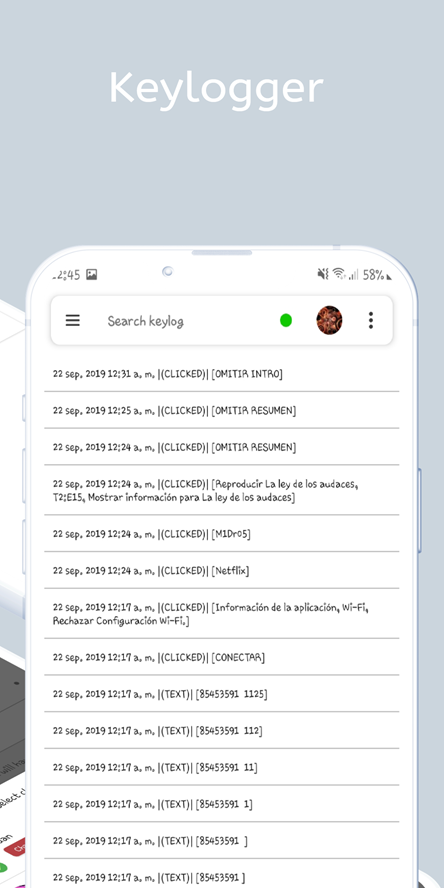 Keylogger
12:45 58%
Search keylog
22 sep. 2019 12:31 a. m. |(CLICKED)| [OMITIR INTRO]
22 sep. 2019 12:25 a. m. |(CLICKED)| [OMITIR RESUMEN]
22 sep. 2019 12:24 a. m. |(CLICKED)| [OMITIR RESUMEN]
22 sep. 2019 12:24 a. m. |(CLICKED)| [Reproducir La ley de los audaces,
T2:E15, Mostrar información para La ley de los audaces]
22 sep. 2019 12:24 a. m. |(CLICKED)| [M1Dr05]
22 sep. 2019 12:24 a. m. |(CLICKED)| [Netflix]
22 sep. 2019 12:17 a. m. |(CLICKED)| [Información de la aplicación, Wi-Fi,
Rechazar Configuración Wi-Fi,]
22 sep. 2019 12:17 a. m. |(CLICKED)| [CONECTAR]
22 sep. 2019 12:17 a. m. |(TEXT)| [85453591 1125]
22 sep. 2019 12:17 a. m. |(TEXT)| [85453591 112]
22 sep. 2019 12:17 a. m. |(TEXT)| [85453591 11]
22 sep. 2019 12:17 a. m. |(TEXT)| [85453591 1]
22 sep. 2019 12:17 a. m. |(TEXT)| [85453591 ]
22 sep. 2019 12:17 a. m. |(TEXT)| [85453591 ]